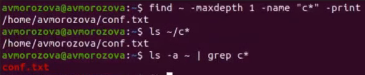 avmorozova@avmorozova:~$ find ~ -maxdepth 1 -name "c*" -print
/home/avmorozova/conf.txt
avmorozova@avmorozova:~$ ls ~/c*
/home/avmorozova/conf.txt
avmorozova@avmorozova:~$ ls -a ~ | grep c*
conf.txt